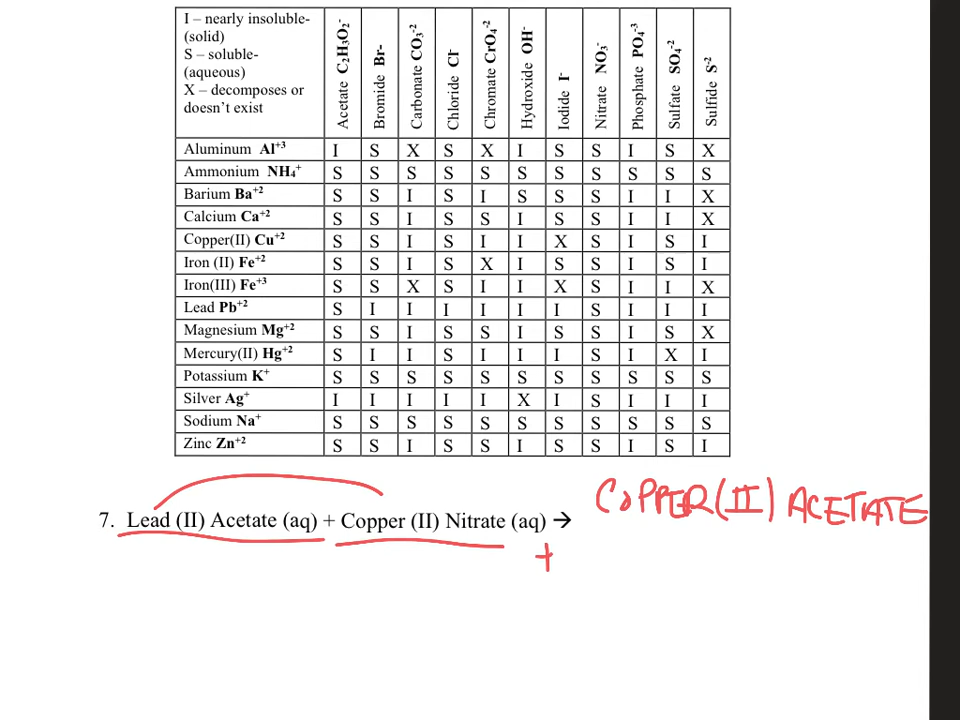 I – nearly insoluble-
(solid)
S – soluble-
(aqueous)
X – decomposes or
doesn't exist
Acetate C₂H₃O₂⁻
Bromide Br-
Carbonate CO₃⁻²
Chloride Cl⁻
Chromate CrO₄⁻²
Hydroxide OH⁻
Iodide I⁻
Nitrate NO₃⁻
Phosphate PO₄⁻³
Sulfate SO₄⁻²
Sulfide S⁻²
Aluminum Al⁺³ I S X S X I S S I S X
Ammonium NH₄⁺ S S S S S S S S S S S
Barium Ba⁺² S S I S I S S S I I X
Calcium Ca⁺² S S I S S I S S I I X
Copper(II) Cu⁺² S S I S I I X S I S I
Iron (II) Fe⁺² S S I S X I S S I S I
Iron(III) Fe⁺³ S S X S I I X S I I X
Lead Pb⁺² S I I I I I I S I I I
Magnesium Mg⁺² S S I S S I S S I S X
Mercury(II) Hg⁺² S I I S I I I S I X I
Potassium K⁺ S S S S S S S S S S S
Silver Ag⁺ I I I I I X I S I I I
Sodium Na⁺ S S S S S S S S S S S
Zinc Zn⁺² S S I S S I S S I S I
COPPER(II) ACETATE
7. Lead (II) Acetate (aq) + Copper (II) Nitrate (aq) →
+